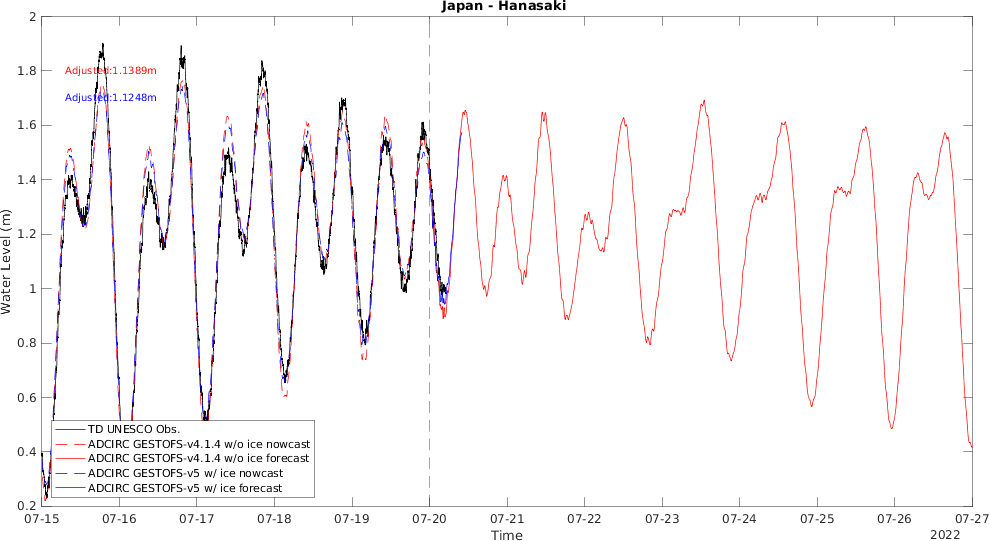 Japan - Hanasaki
Adjusted:1.1389m
Adjusted:1.1248m
Water Level (m)
2
1.8
1.6
1.4
1.2
1
0.8
0.6
0.4
0.2
TD UNESCO Obs.
ADCIRC GESTOFS-v4.1.4 w/o ice nowcast
ADCIRC GESTOFS-v4.1.4 w/o ice forecast
ADCIRC GESTOFS-v5 w/ ice nowcast
ADCIRC GESTOFS-v5 w/ ice forecast
07-15 07-16 07-17 07-18 07-19 07-20 07-21 07-22 07-23 07-24 07-25 07-26 07-27
Time
2022